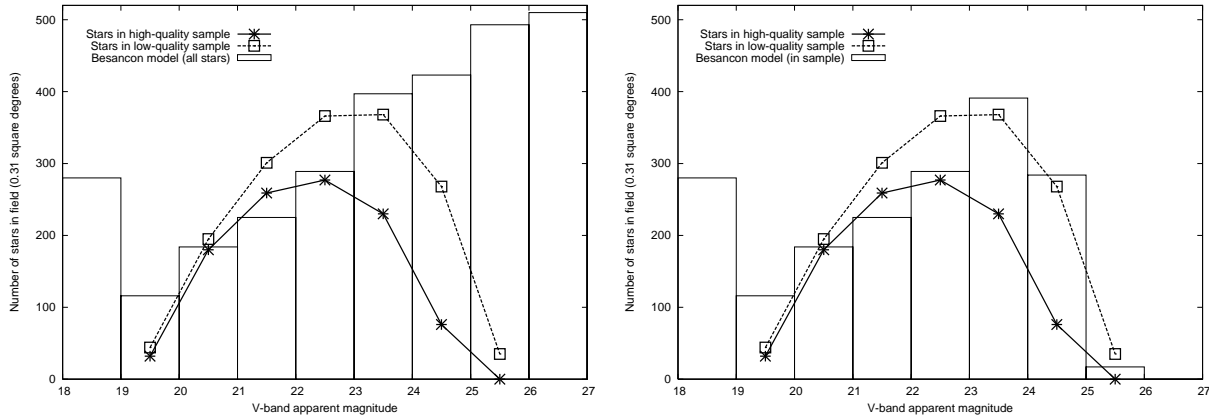 Number of stars in field (0.31 square degrees)
500
400
300
200
100
0
Stars in high-quality sample
Stars in low-quality sample
Besancon model (all stars)
18 19 20 21 22 23 24 25 26 27
V-band apparent magnitude
Number of stars in field (0.31 square degrees)
500
400
300
200
100
0
Stars in high-quality sample
Stars in low-quality sample
Besancon model (in sample)
18 19 20 21 22 23 24 25 26 27
V-band apparent magnitude